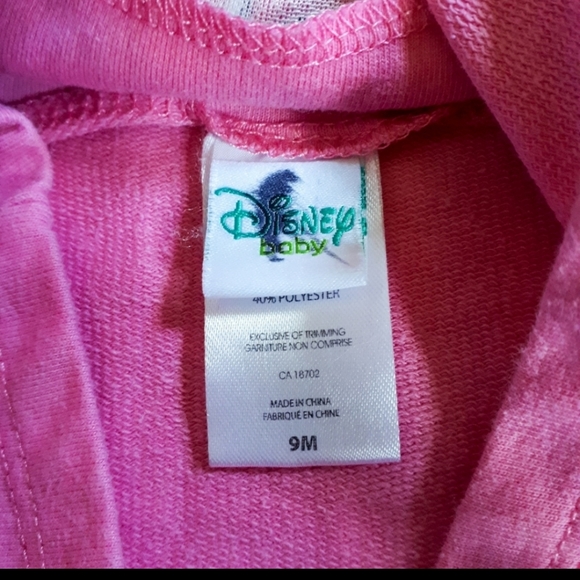 Disney
baby
40% POLYESTER
EXCLUSIVE OF TRIMMING
GARNITURE NON COMPRISE
CA 18702
MADE IN CHINA
FABRIQUÉ EN CHINE
9M